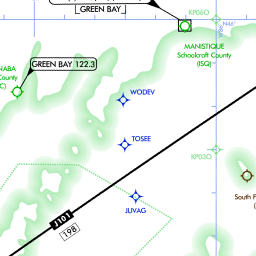 GREEN BAY
KP06O
N46°
MANISTIQUE
Schoolcraft County
(ISQ)
NABA
County
C)
GREEN BAY 122.3
WODEV
TOSEE
KP03O
JUVAG
South F
J101
198